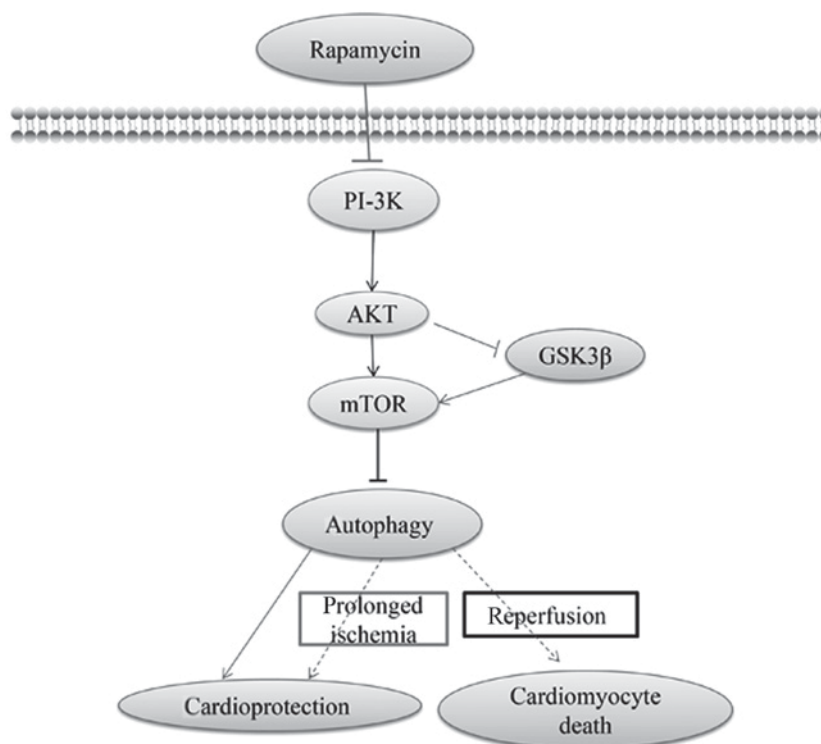 Rapamycin
PI-3K
AKT
GSK3β
mTOR
Autophagy
Prolonged
ischemia
Reperfusion
Cardioprotection
Cardiomyocyte
death